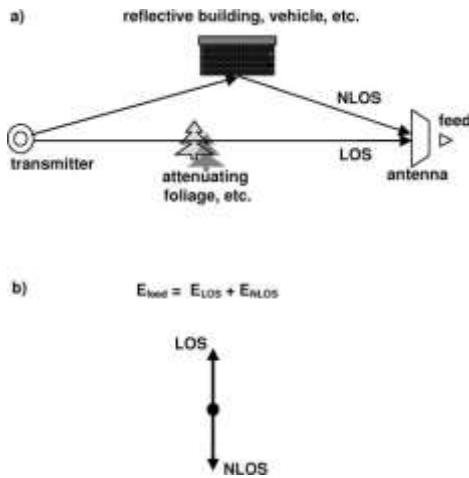 a)
reflective building, vehicle, etc.
NLOS
feed
LOS
transmitter
antenna
attenuating
foliage, etc.
b)
E_feed = E_LOS + E_NLOS
LOS
NLOS